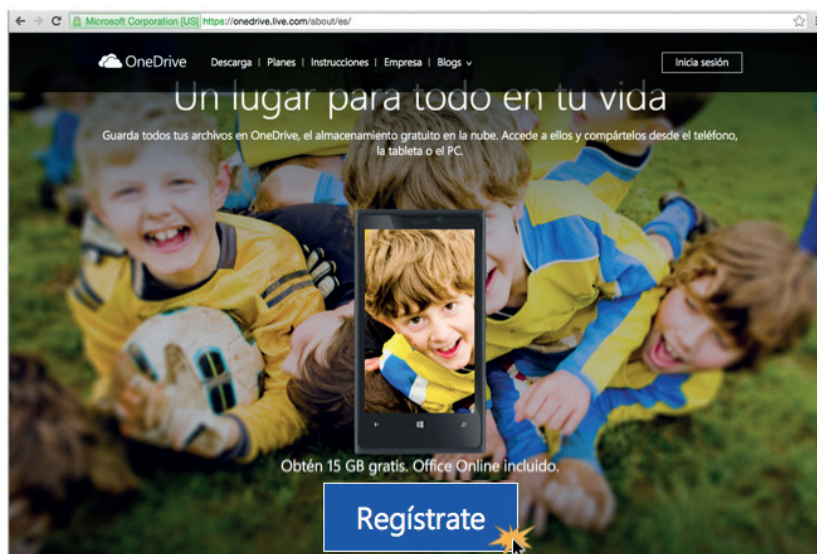 Microsoft Corporation [US] https://onedrive.live.com/about/es/
OneDrive Descarga | Planes | Instrucciones | Empresa | Blogs Inicia sesión
Un lugar para todo en tu vida
Guarda todos tus archivos en OneDrive, el almacenamiento gratuito en la nube. Accede a ellos y compártelos desde el teléfono,
la tableta o el PC.
Obtén 15 GB gratis. Office Online incluido.
Regístrate